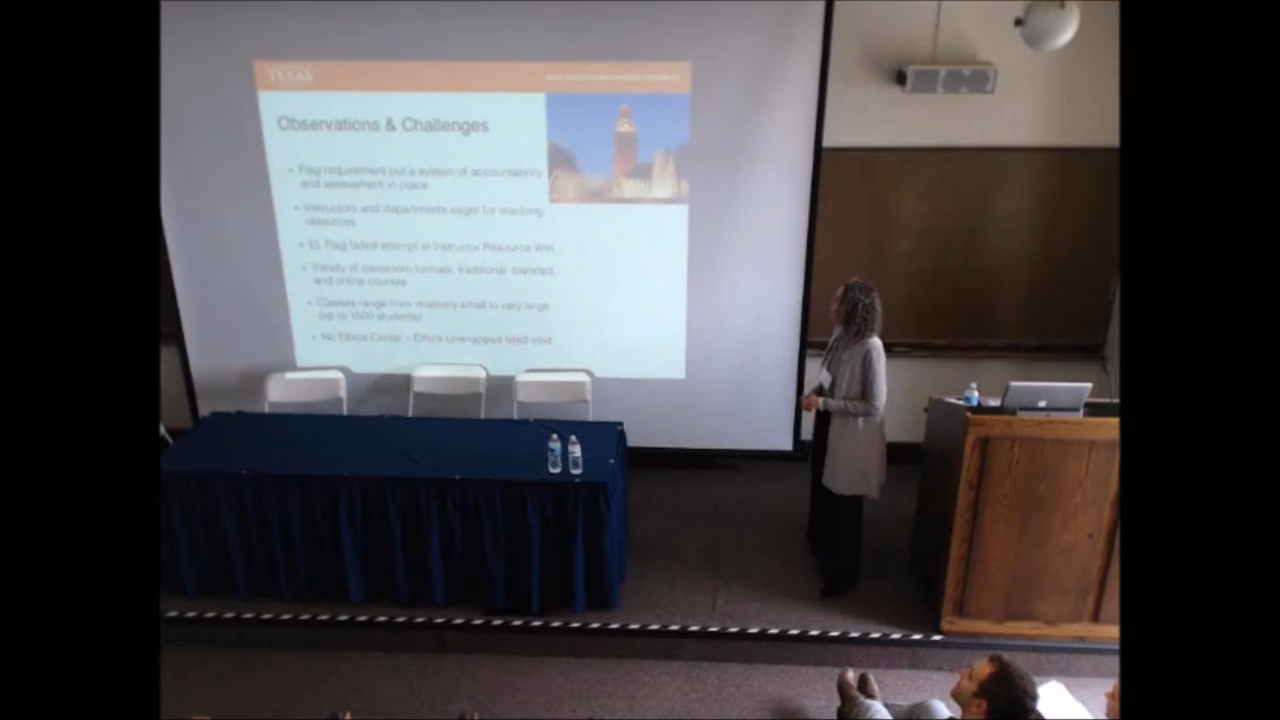 TEXAS
Observations & Challenges
• Flag requirement put a system of accountability
and assessment in place
• Instructors and departments eager for teaching
resources
• EL Flag failed attempt at Instructor Resource Wiki
• Variety of classroom formats: traditional, blended,
and online courses
• Classes range from relatively small to very large
(up to 1500 students)
• No Ethics Center – Ethics Unwrapped filled void